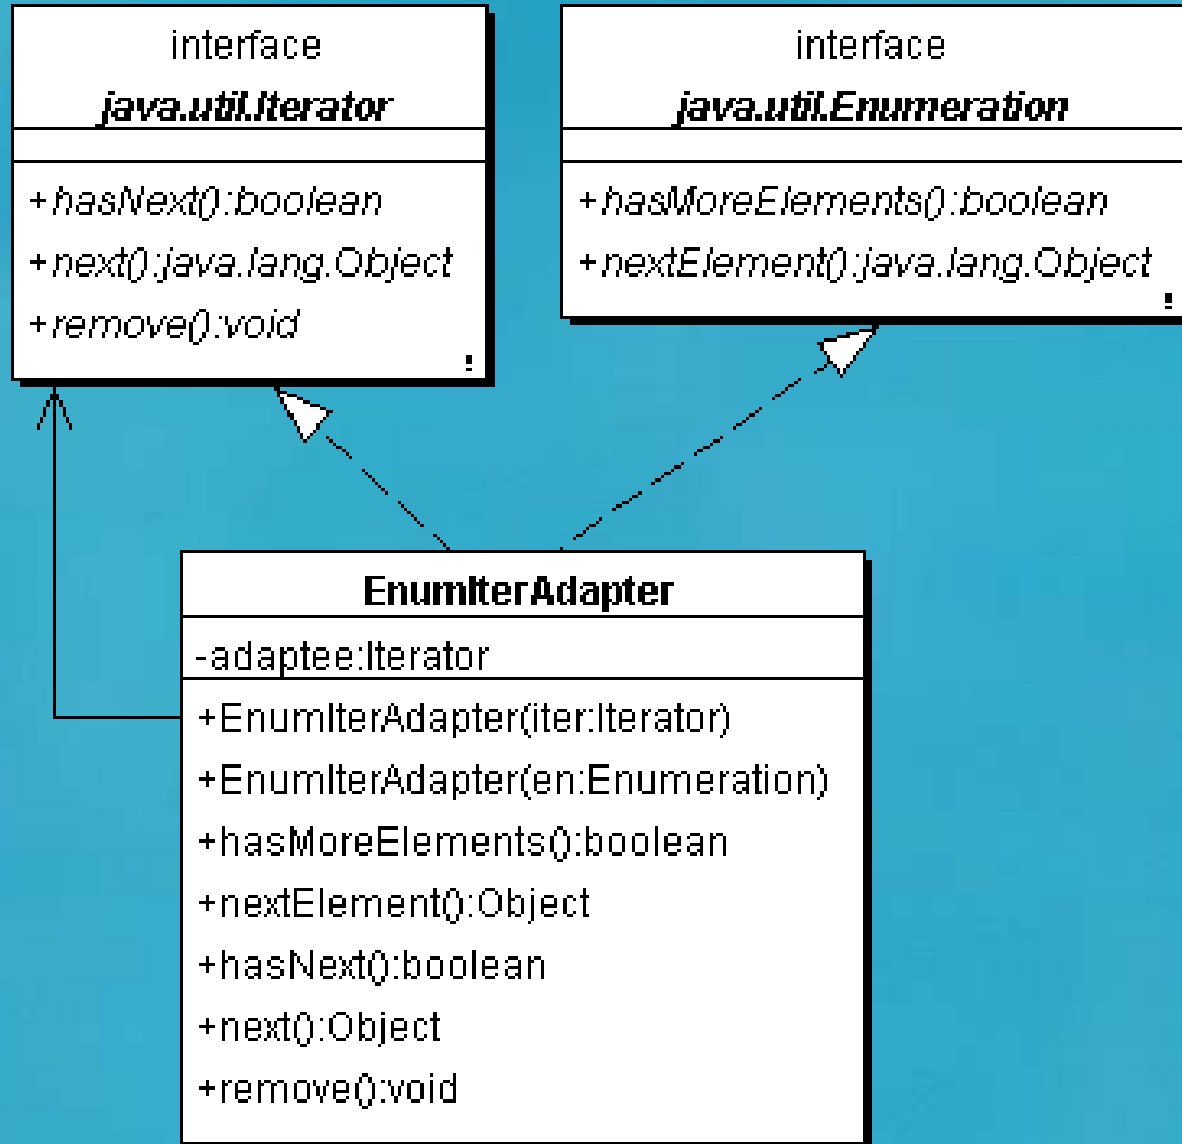 interface
java.util.Iterator
+hasNext():boolean
+next():java.lang.Object
+remove():void
!
interface
java.util.Enumeration
+hasMoreElements():boolean
+nextElement():java.lang.Object
!
EnumIterAdapter
-adaptee:Iterator
+EnumIterAdapter(iter:Iterator)
+EnumIterAdapter(en:Enumeration)
+hasMoreElements():boolean
+nextElement():Object
+hasNext():boolean
+next():Object
+remove():void